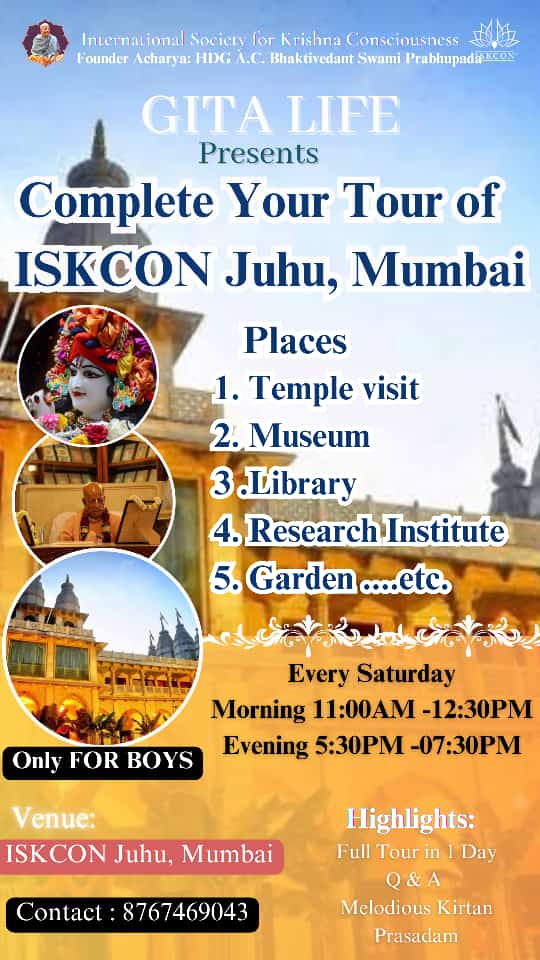 International Society for Krishna Consciousness
Founder Acharya: HDG A.C. Bhaktivedant Swami Prabhupada
ISKCON
GITA LIFE
Presents
Complete Your Tour of
ISKCON Juhu, Mumbai
Places
1. Temple visit
2. Museum
3 .Library
4. Research Institute
5. Garden ....etc.
Every Saturday
Morning 11:00AM -12:30PM
Evening 5:30PM -07:30PM
Only FOR BOYS
Venue:
ISKCON Juhu, Mumbai
Contact : 8767469043
Highlights:
Full Tour in 1 Day
Q & A
Melodious Kirtan
Prasadam